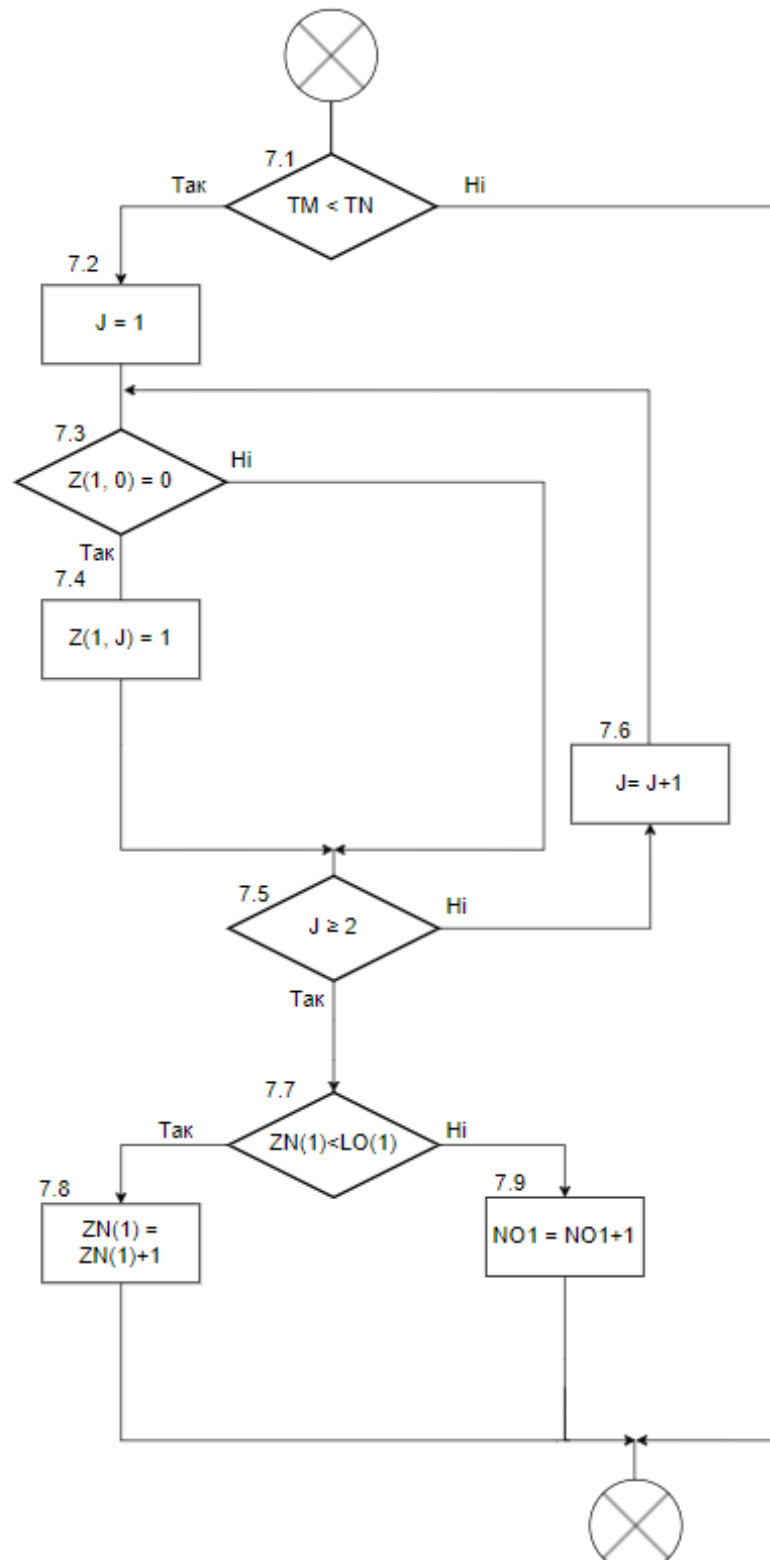 7.1
Так
TM < TN
Ні
7.2
J = 1
7.3
Z(1, 0) = 0
Ні
Так
7.4
Z(1, J) = 1
7.6
J= J+1
7.5
J ≥ 2
Ні
Так
7.7
Так
ZN(1)<LO(1)
Ні
7.8
ZN(1) =
ZN(1)+1
7.9
NO1 = NO1+1